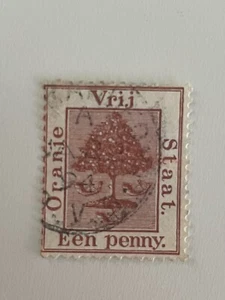 Vrij
Oranje
Staat.
Een penny.